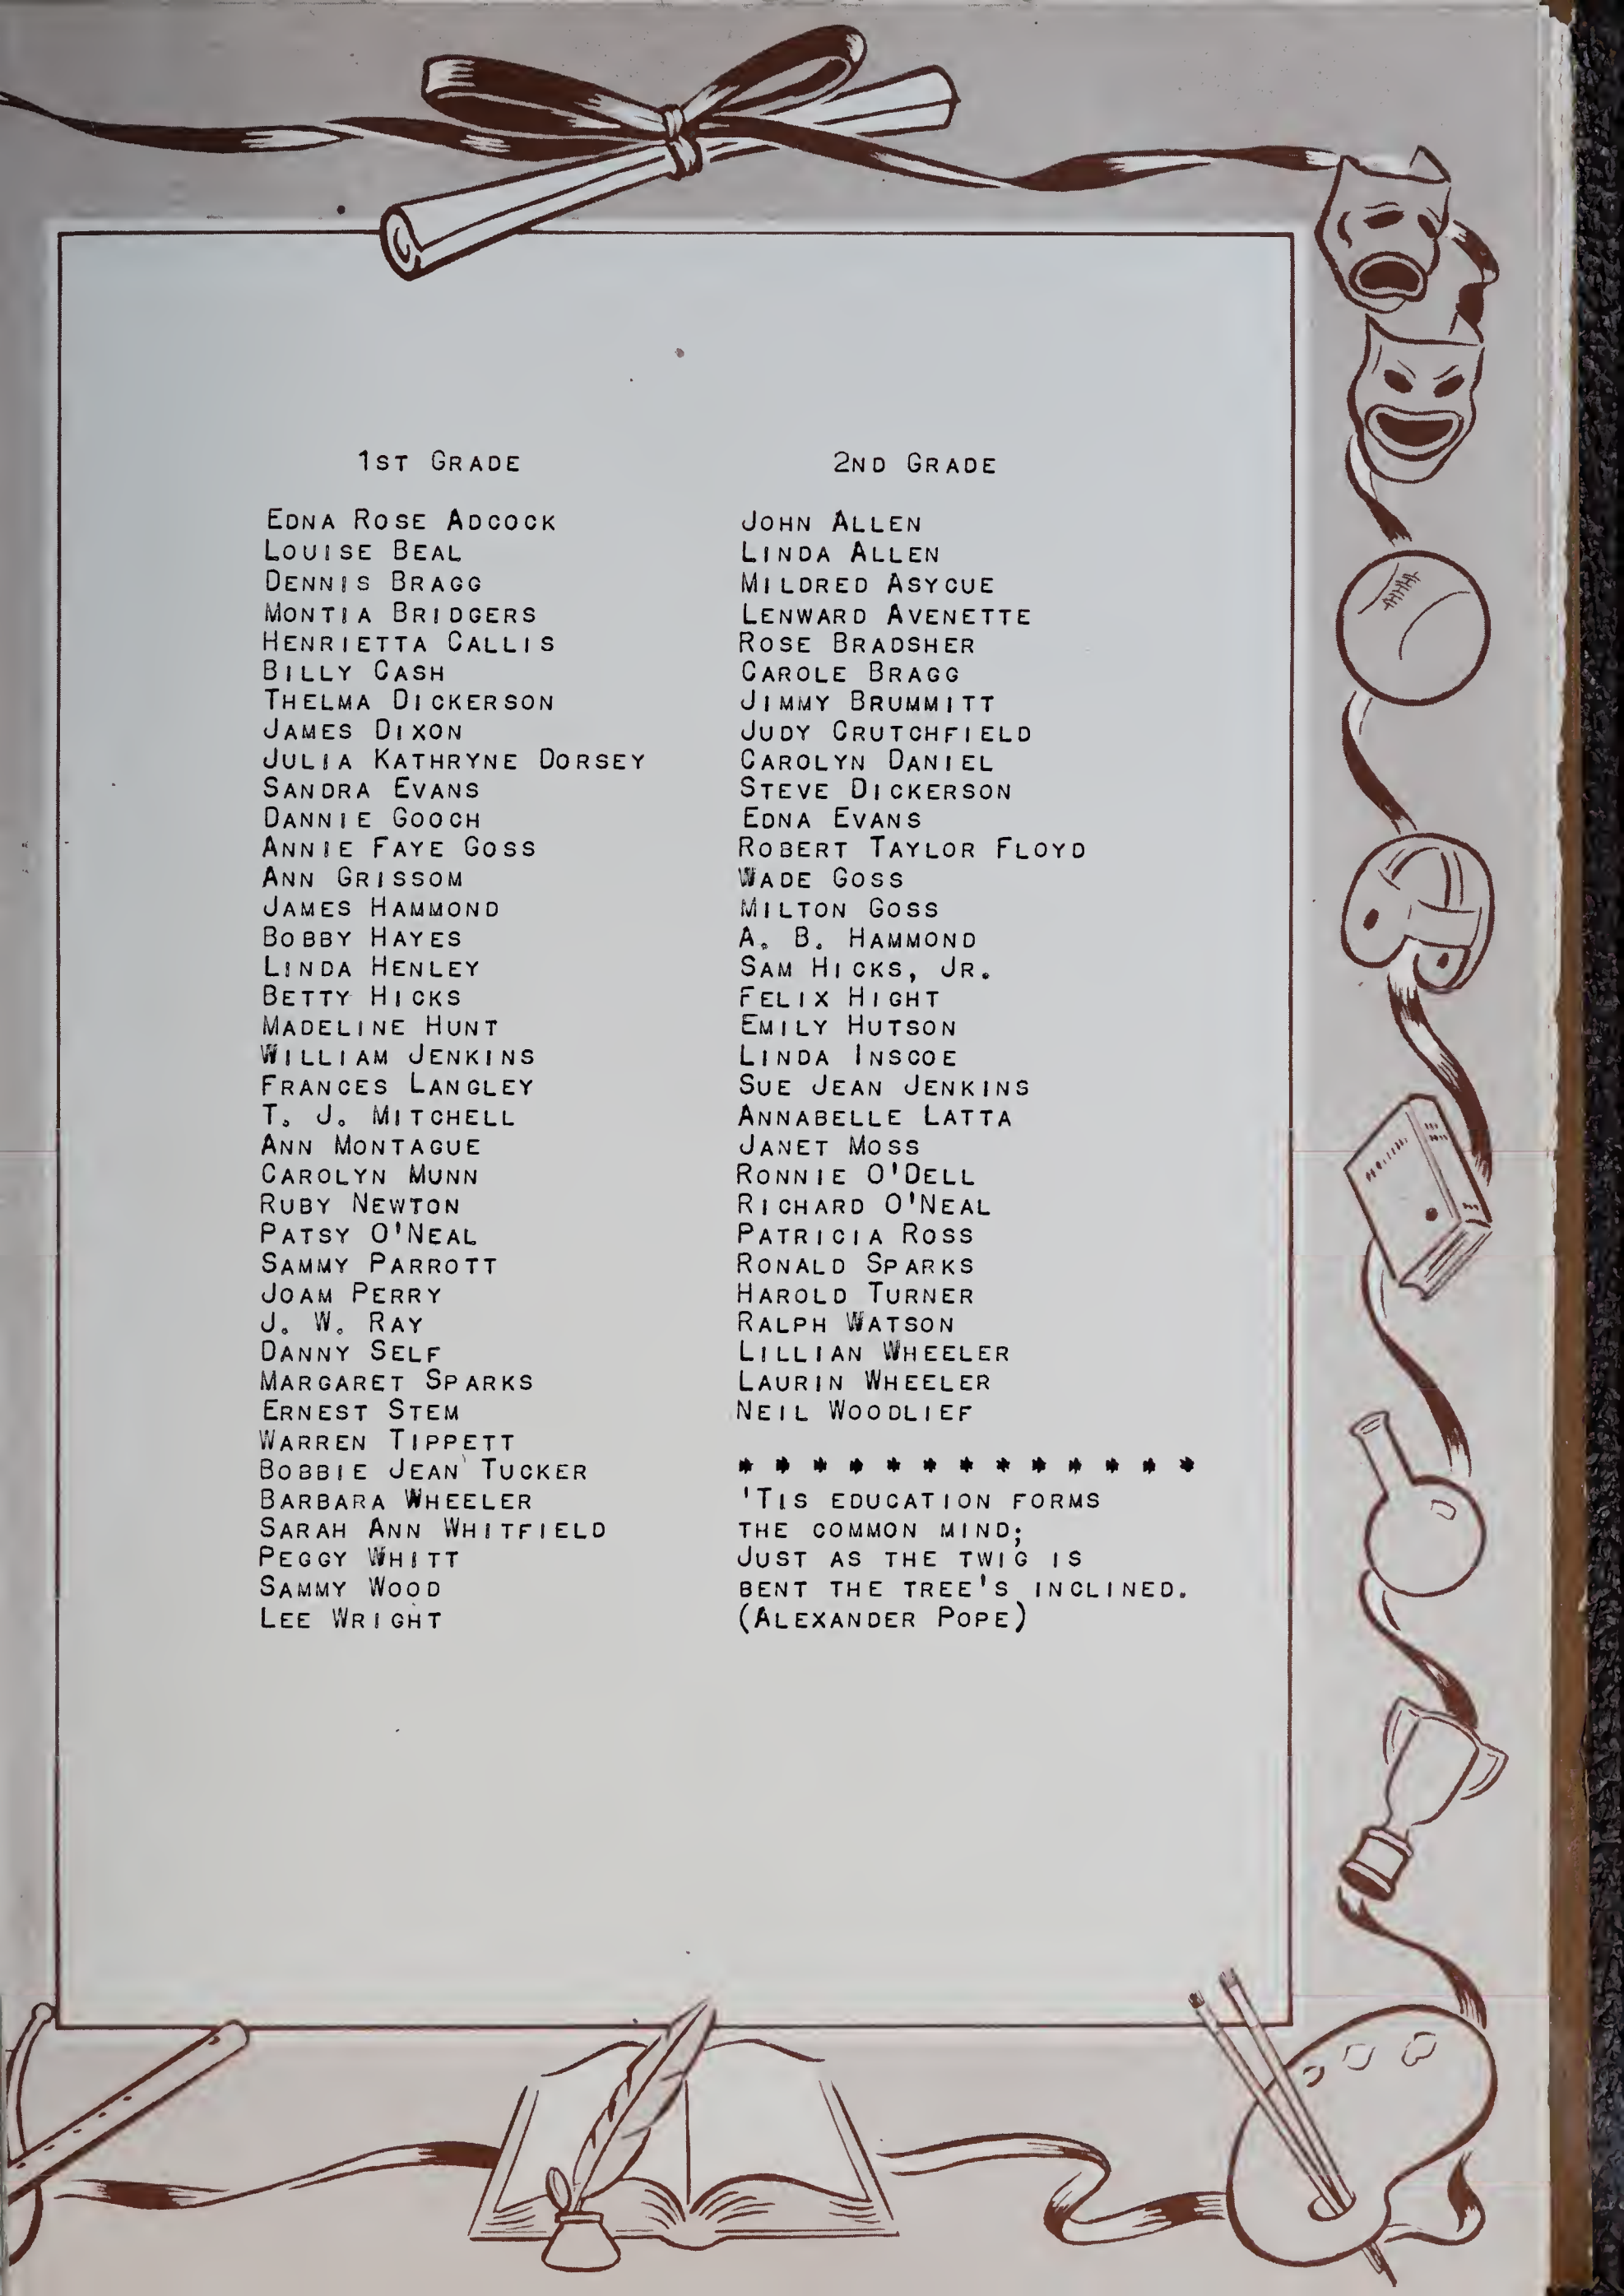 1ST GRADE
EDNA ROSE ADCOCK
LOUISE BEAL
DENNIS BRAGG
MONTIA BRIDGERS
HENRIETTA CALLIS
BILLY CASH
THELMA DICKERSON
JAMES DIXON
JULIA KATHRYNE DORSEY
SANDRA EVANS
DANNIE GOOCH
ANNIE FAYE GOSS
ANN GRISSOM
JAMES HAMMOND
BOBBY HAYES
LINDA HENLEY
BETTY HICKS
MADELINE HUNT
WILLIAM JENKINS
FRANCES LANGLEY
T. J. MITCHELL
ANN MONTAGUE
CAROLYN MUNN
RUBY NEWTON
PATSY O'NEAL
SAMMY PARROTT
JOAM PERRY
J. W. RAY
DANNY SELF
MARGARET SPARKS
ERNEST STEM
WARREN TIPPETT
BOBBIE JEAN TUCKER
BARBARA WHEELER
SARAH ANN WHITFIELD
PEGGY WHITT
SAMMY WOOD
LEE WRIGHT
2ND GRADE
JOHN ALLEN
LINDA ALLEN
MILDRED ASYCUE
LENWARD AVENETTE
ROSE BRADSHER
CAROLE BRAGG
JIMMY BRUMMITT
JUDY CRUTCHFIELD
CAROLYN DANIEL
STEVE DICKERSON
EDNA EVANS
ROBERT TAYLOR FLOYD
WADE GOSS
MILTON GOSS
A. B. HAMMOND
SAM HICKS, JR.
FELIX HIGHT
EMILY HUTSON
LINDA INSCOE
SUE JEAN JENKINS
ANNABELLE LATTA
JANET MOSS
RONNIE O'DELL
RICHARD O'NEAL
PATRICIA ROSS
RONALD SPARKS
HAROLD TURNER
RALPH WATSON
LILLIAN WHEELER
LAURIN WHEELER
NEIL WOODLIEF
* * * * * * * * * * * * *
'TIS EDUCATION FORMS
THE COMMON MIND;
JUST AS THE TWIG IS
BENT THE TREE'S INCLINED.
(ALEXANDER POPE)